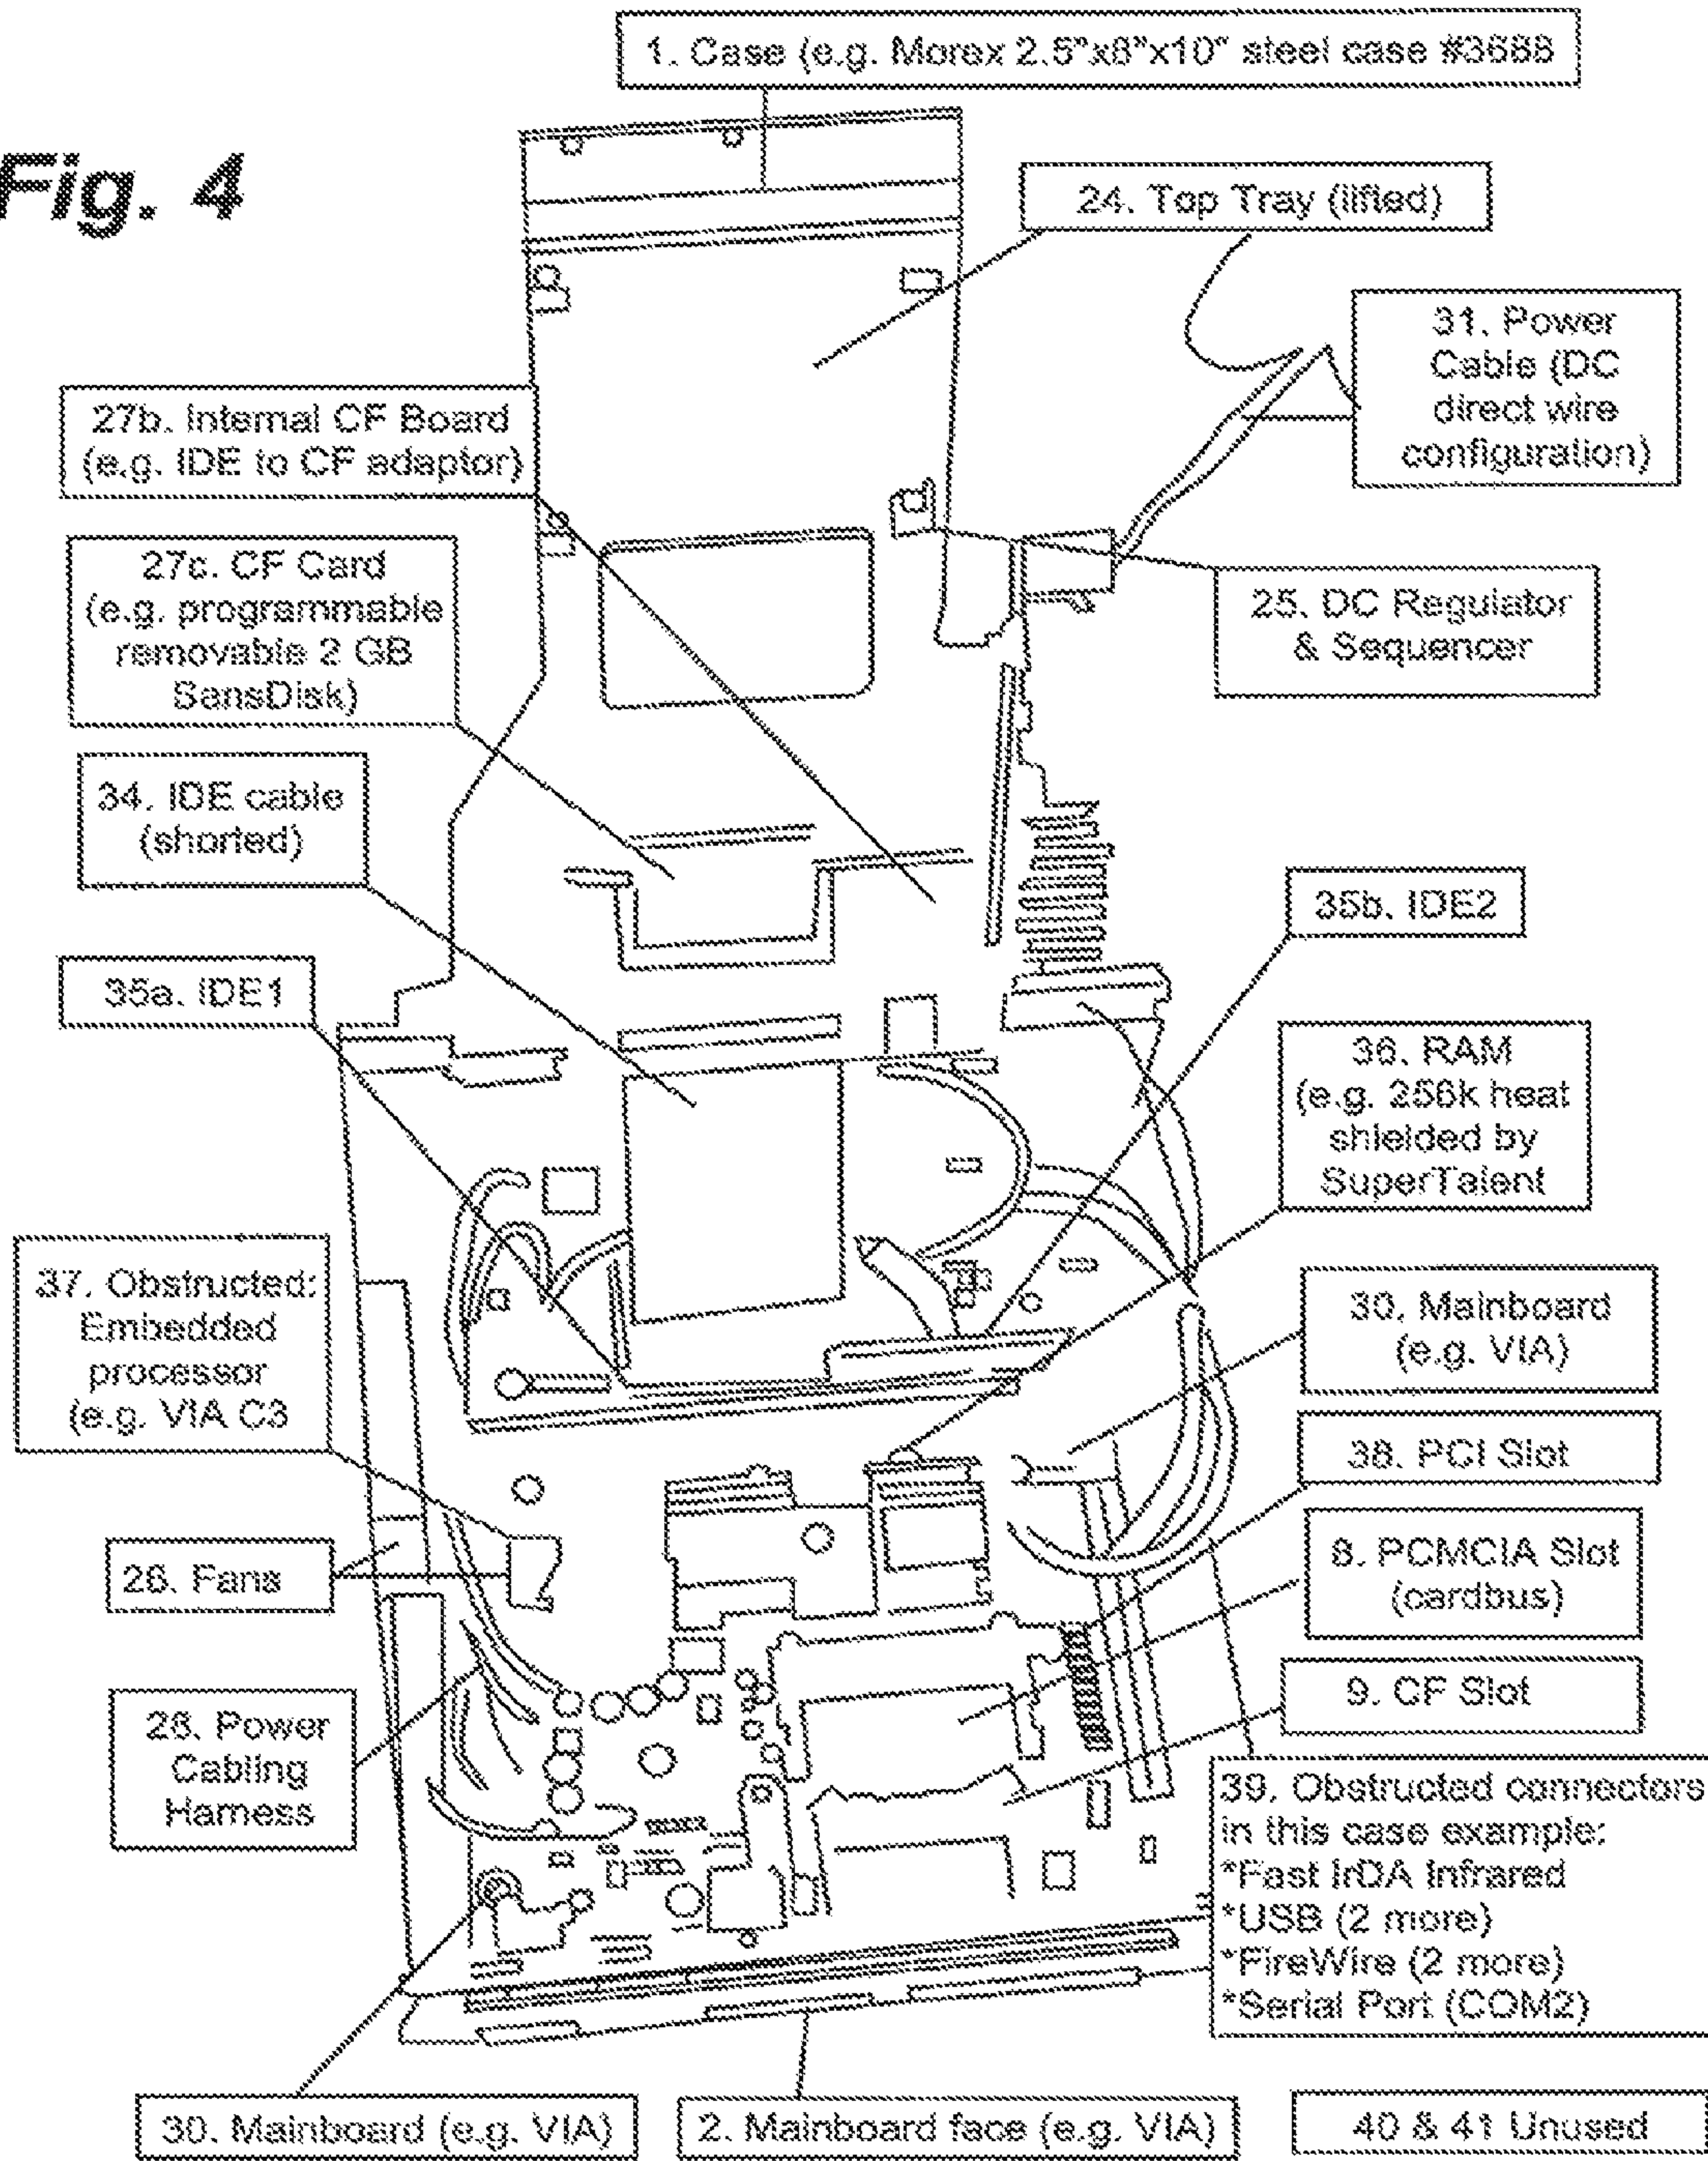 Fig. 4
1. Case (e.g. Morex 2.5"x8"x10" steel case #3688
24. Top Tray (lifted)
31. Power
Cable (DC
direct wire
configuration)
27b. Internal CF Board
(e.g. IDE to CF adaptor)
27c. CF Card
(e.g. programmable
removable 2 GB
SansDisk)
25. DC Regulator
& Sequencer
34. IDE cable
(shorted)
35b. IDE2
35a. IDE1
36. RAM
(e.g. 256k heat
shielded by
SuperTalent
37. Obstructed:
Embedded
processor
(e.g. VIA C3
30. Mainboard
(e.g. VIA)
38. PCI Slot
26. Fans
8. PCMCIA Slot
(cardbus)
9. CF Slot
28. Power
Cabling
Harness
39. Obstructed connectors
in this case example:
*Fast IrDA Infrared
*USB (2 more)
*FireWire (2 more)
*Serial Port (COM2)
30. Mainboard (e.g. VIA)
2. Mainboard face (e.g. VIA)
40 & 41 Unused